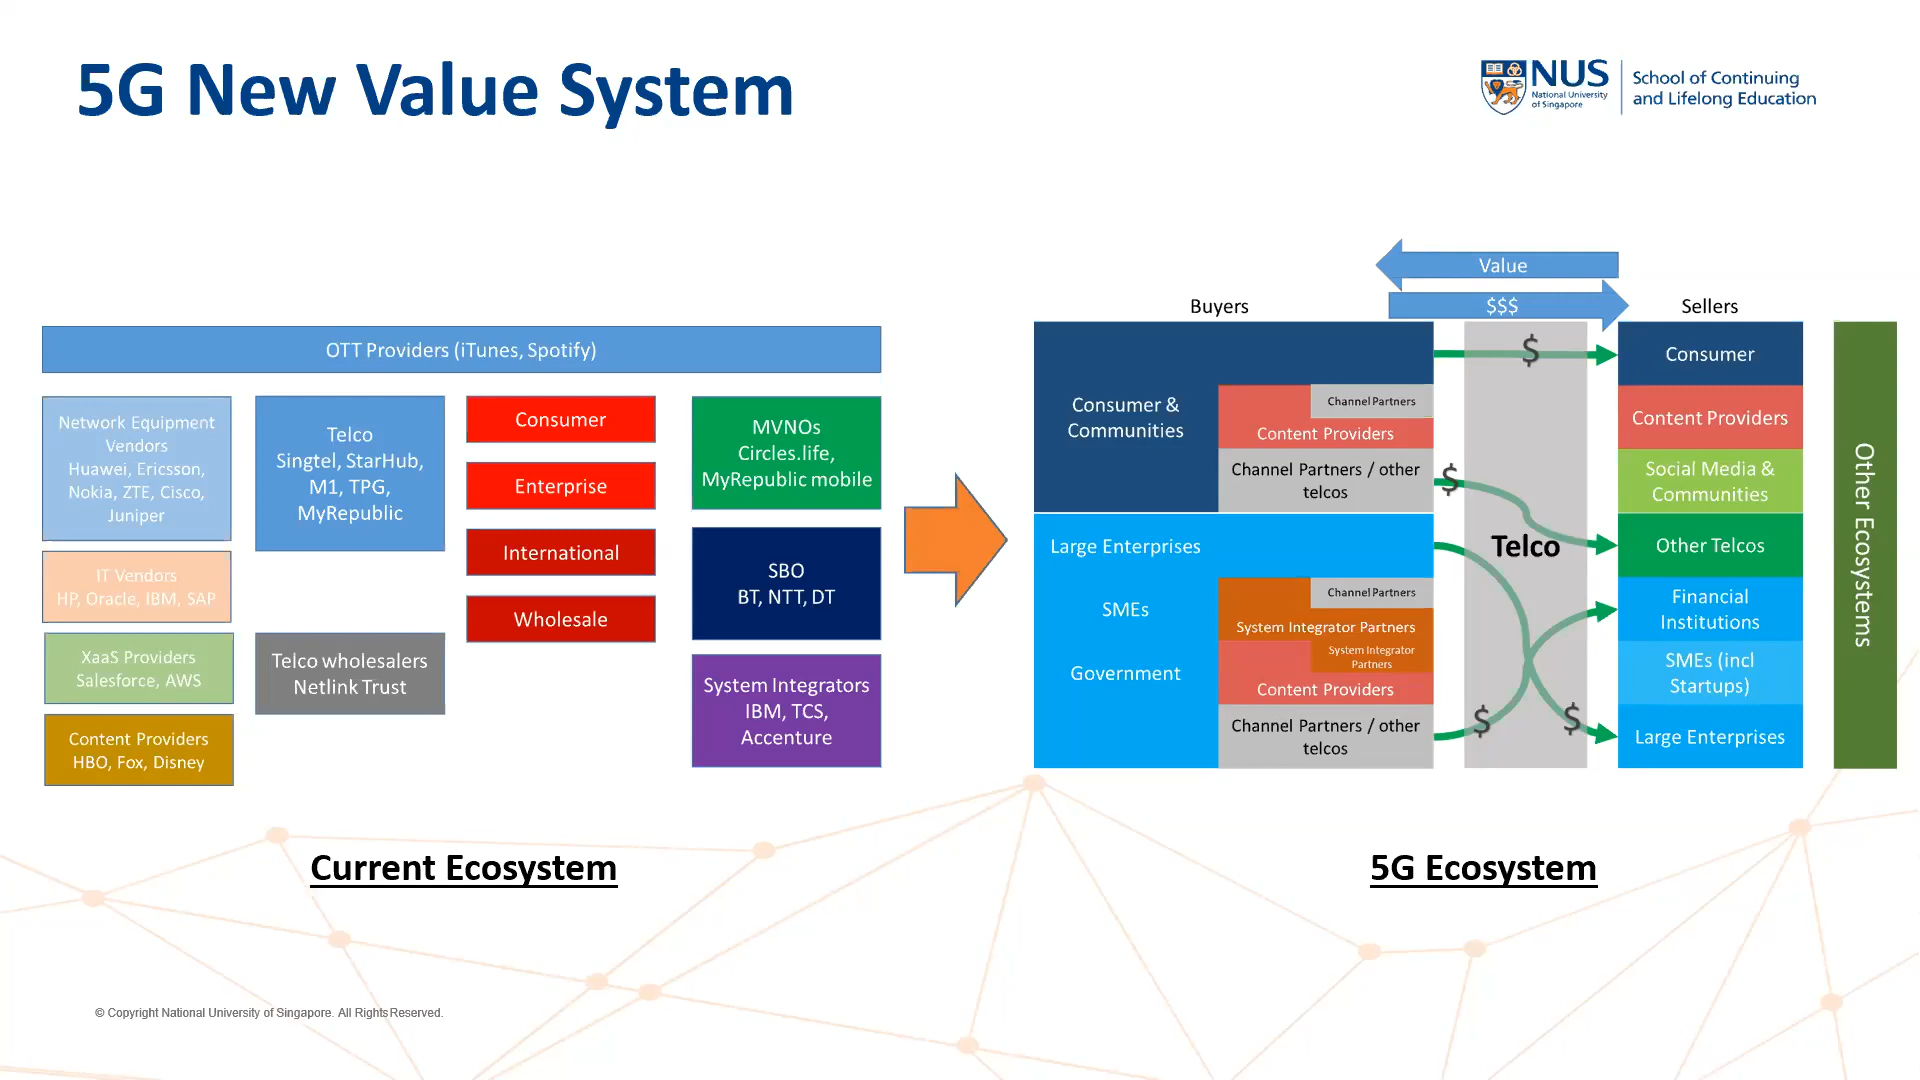 5G New Value System
NUS
National University
of Singapore
School of Continuing
and Lifelong Education
OTT Providers (iTunes, Spotify)
Network Equipment
Vendors
Huawei, Ericsson,
Nokia, ZTE, Cisco,
Juniper
IT Vendors
HP, Oracle, IBM, SAP
XaaS Providers
Salesforce, AWS
Content Providers
HBO, Fox, Disney
Telco
Singtel, StarHub,
M1, TPG,
MyRepublic
Telco wholesalers
Netlink Trust
Consumer
Enterprise
International
Wholesale
MVNOs
Circles.life,
MyRepublic mobile
SBO
BT, NTT, DT
System Integrators
IBM, TCS,
Accenture
Current Ecosystem
Value
$$$
Buyers
Sellers
Consumer &
Communities
Channel Partners
Content Providers
Channel Partners / other
telcos
Large Enterprises
SMEs
Government
Channel Partners
System Integrator Partners
System Integrator
Partners
Content Providers
Channel Partners / other
telcos
$
$
Telco
$
$
Consumer
Content Providers
Social Media &
Communities
Other Telcos
Financial
Institutions
SMEs (incl
Startups)
Large Enterprises
Other Ecosystems
5G Ecosystem
© Copyright National University of Singapore. All Rights Reserved.